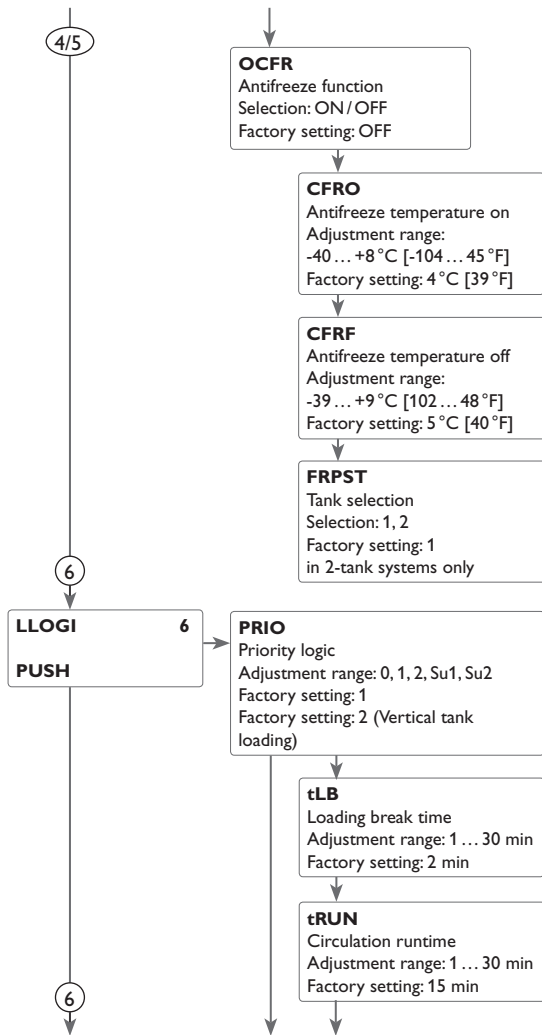 4/5
OCFR
Antifreeze function
Selection: ON / OFF
Factory setting: OFF
CFRO
Antifreeze temperature on
Adjustment range:
-40 … +8 °C [-104 … 45 °F]
Factory setting: 4 °C [39 °F]
CFRF
Antifreeze temperature off
Adjustment range:
-39 … +9 °C [102 … 48 °F]
Factory setting: 5 °C [40 °F]
FRPST
Tank selection
Selection: 1, 2
Factory setting: 1
in 2-tank systems only
6
LLOGI 6
PUSH
PRIO
Priority logic
Adjustment range: 0, 1, 2, Su1, Su2
Factory setting: 1
Factory setting: 2 (Vertical tank
loading)
tLB
Loading break time
Adjustment range: 1 … 30 min
Factory setting: 2 min
tRUN
Circulation runtime
Adjustment range: 1 … 30 min
Factory setting: 15 min
6